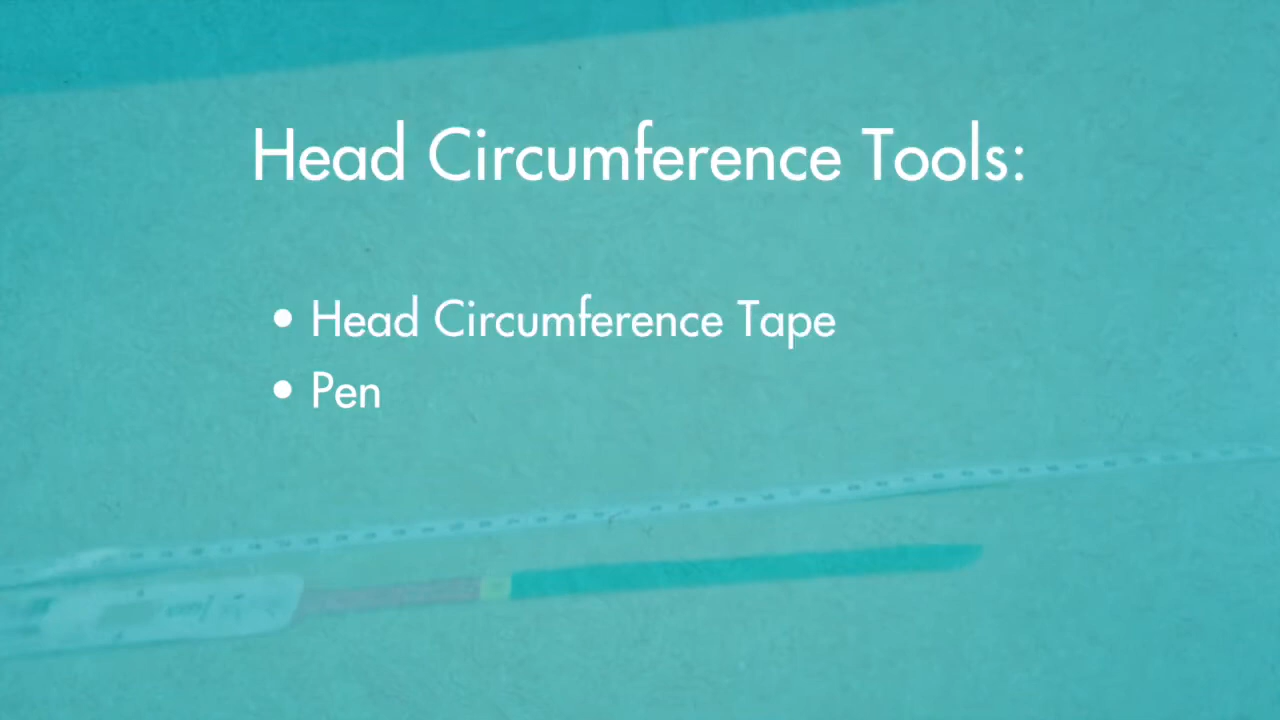 Head Circumference Tools:
• Head Circumference Tape
• Pen